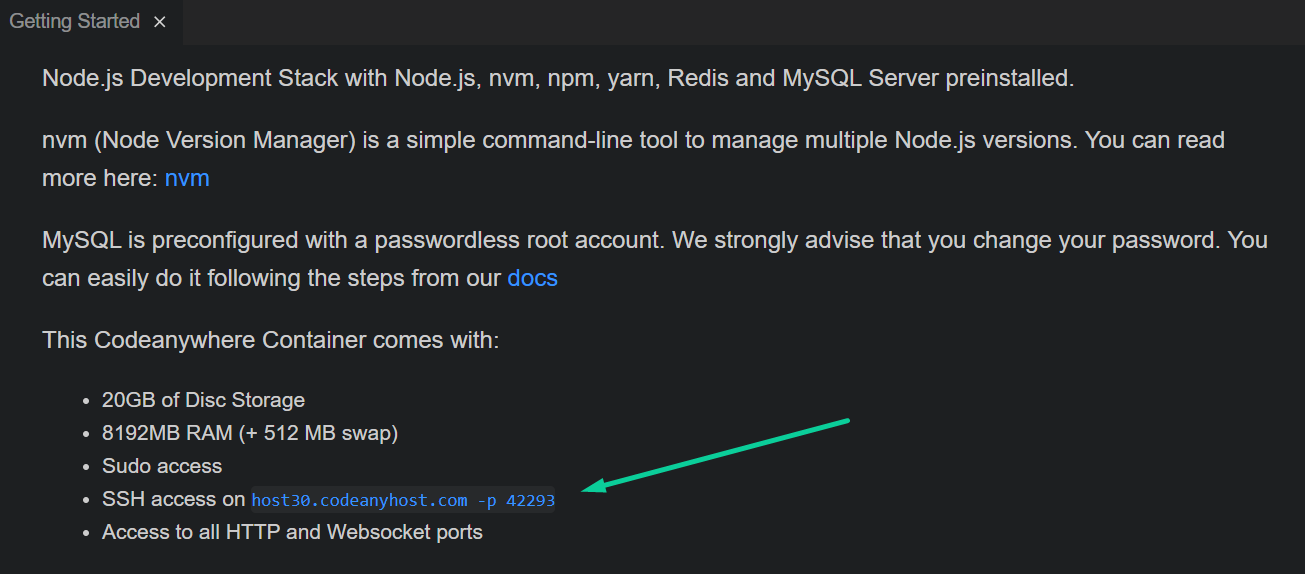 Getting Started ×
Node.js Development Stack with Node.js, nvm, npm, yarn, Redis and MySQL Server preinstalled.
nvm (Node Version Manager) is a simple command-line tool to manage multiple Node.js versions. You can read
more here: nvm
MySQL is preconfigured with a passwordless root account. We strongly advise that you change your password. You
can easily do it following the steps from our docs
This Codeanywhere Container comes with:
• 20GB of Disc Storage
• 8192MB RAM (+ 512 MB swap)
• Sudo access
• SSH access on host30.codeanyhost.com -p 42293
• Access to all HTTP and Websocket ports